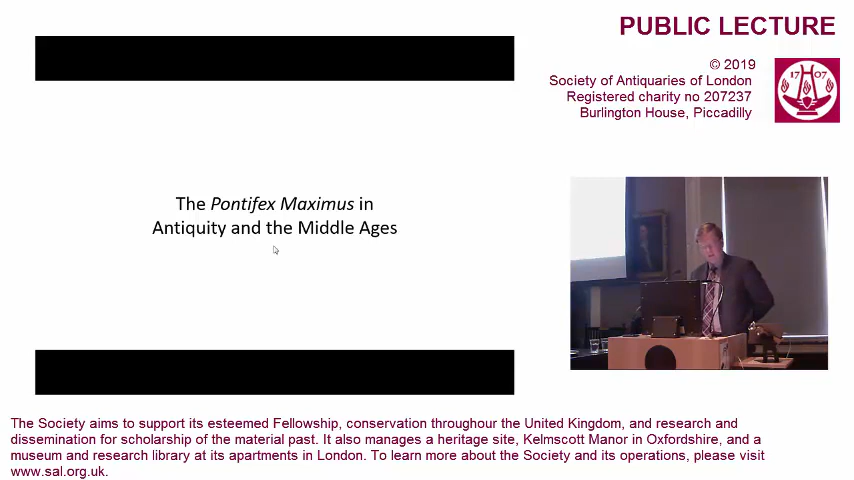 PUBLIC LECTURE
© 2019
Society of Antiquaries of London
Registered charity no 207237
Burlington House, Piccadilly
17 07
The Pontifex Maximus in
Antiquity and the Middle Ages
The Society aims to support its esteemed Fellowship, conservation throughour the United Kingdom, and research and
dissemination for scholarship of the material past. It also manages a heritage site, Kelmscott Manor in Oxfordshire, and a
museum and research library at its apartments in London. To learn more about the Society and its operations, please visit
www.sal.org.uk.